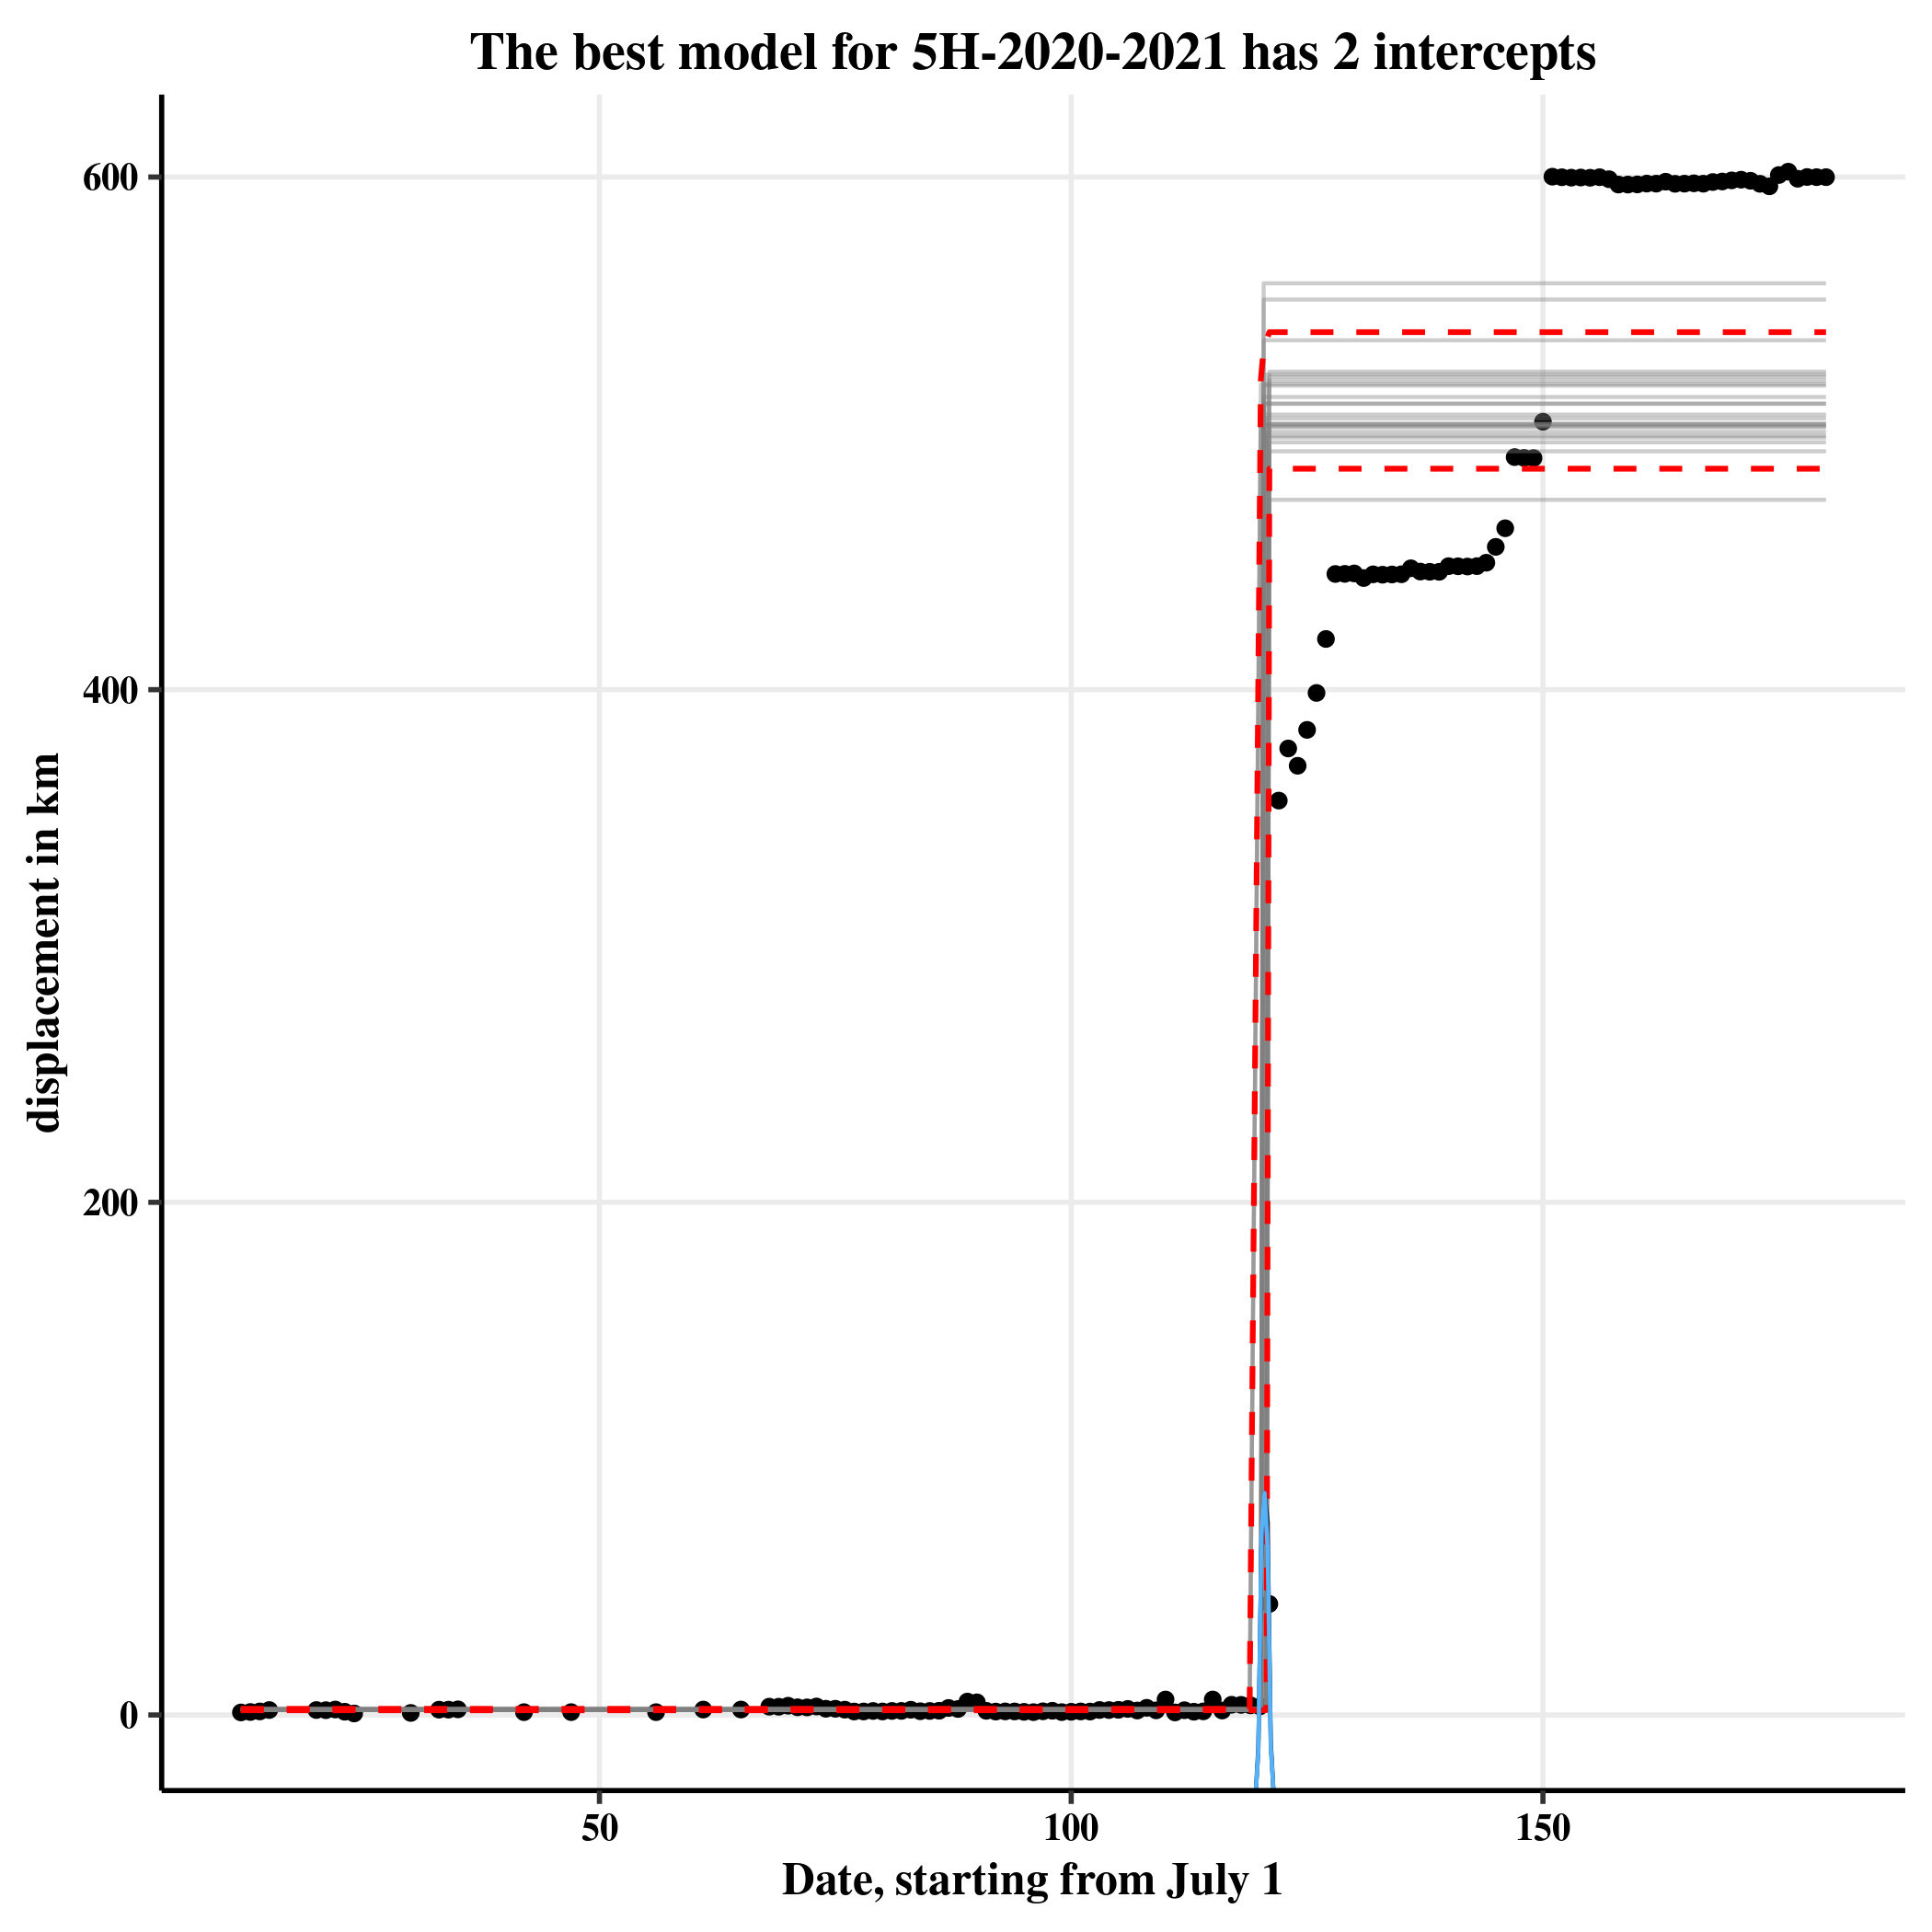 The best model for 5H-2020-2021 has 2 intercepts
displacement in km
600
400
200
0
50 100 150
Date, starting from July 1